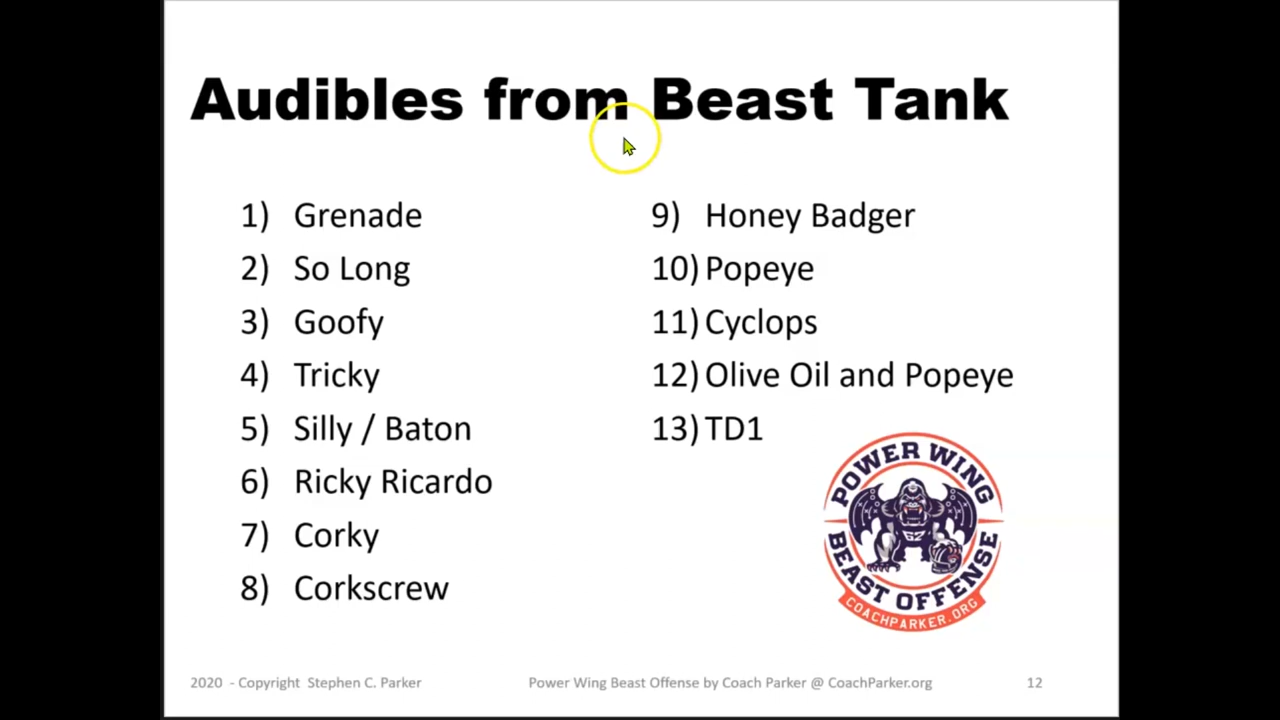 Audibles from Beast Tank
1) Grenade
2) So Long
3) Goofy
4) Tricky
5) Silly / Baton
6) Ricky Ricardo
7) Corky
8) Corkscrew
9) Honey Badger
10) Popeye
11) Cyclops
12) Olive Oil and Popeye
13) TD1
POWER WING
62
BEAST OFFENSE
COACHPARKER.ORG
2020 - Copyright Stephen C. Parker
Power Wing Beast Offense by Coach Parker @ CoachParker.org
12